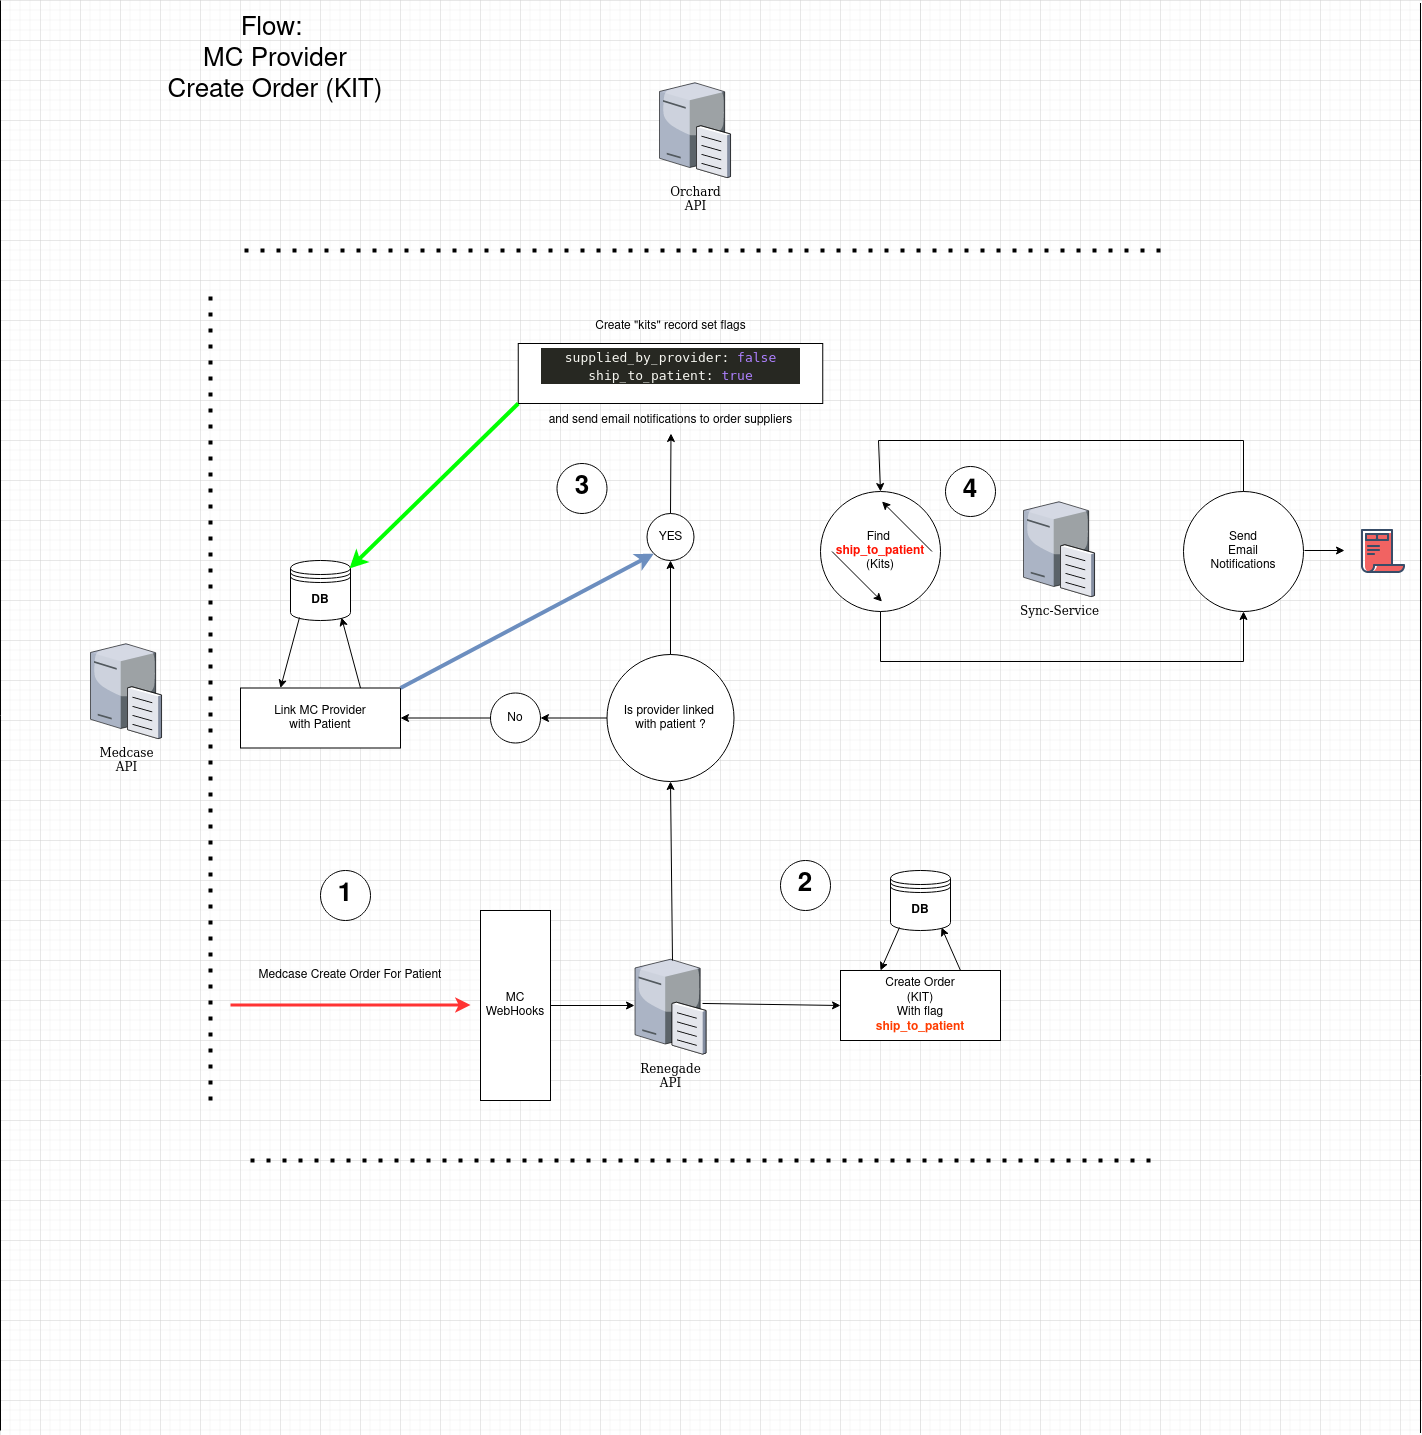 Flow:
MC Provider
Create Order (KIT)
Orchard
API
Create "kits" record set flags
supplied_by_provider: false
ship_to_patient: true
and send email notifications to order suppliers
3
YES
4
Find
ship_to_patient
(Kits)
Sync-Service
Send
Email
Notifications
DB
Link MC Provider
with Patient
No
Is provider linked
with patient ?
Medcase
API
1
2
DB
Medcase Create Order For Patient
MC
WebHooks
Renegade
API
Create Order
(KIT)
With flag
ship_to_patient